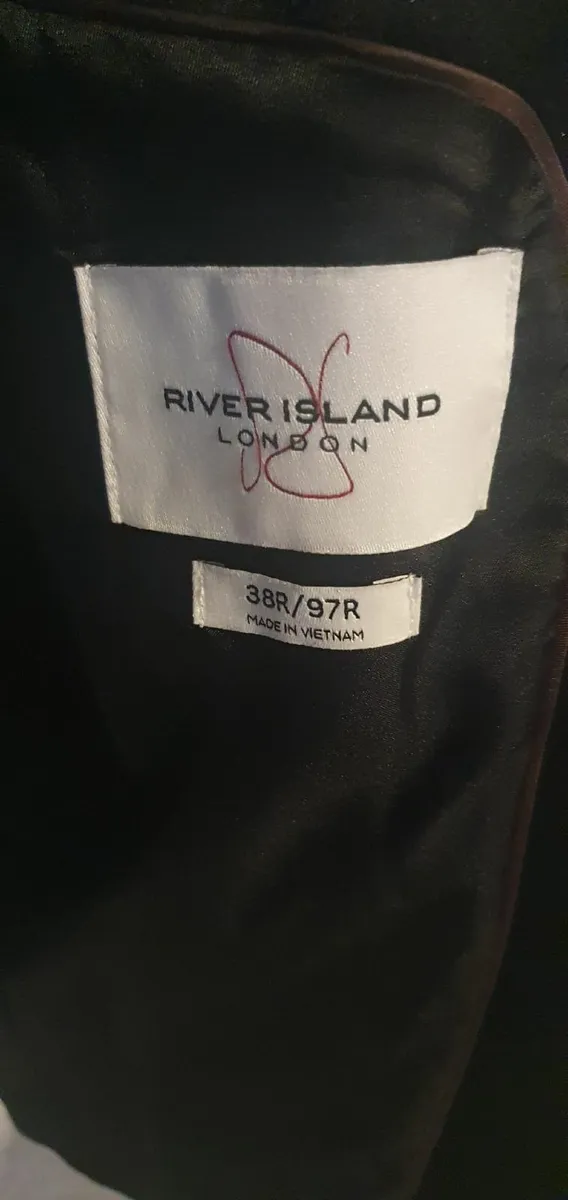 RIVER ISLAND
LONDON
38R/97R
MADE IN VIETNAM